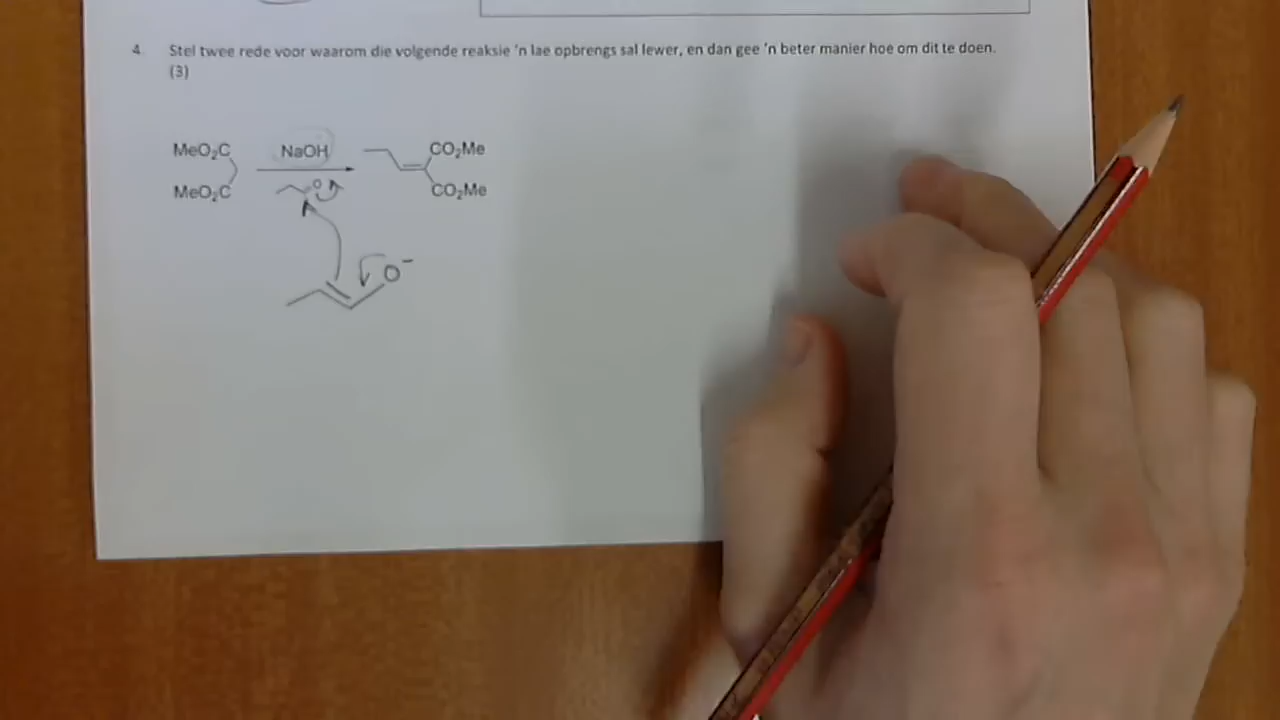 4. Stel twee rede voor waarom die volgende reaksie 'n lae opbrengs sal lewer, en dan gee 'n beter manier hoe om dit te doen.
(3)
MeO₂C NaOH CO₂Me
MeO₂C O CO₂Me
O⁻